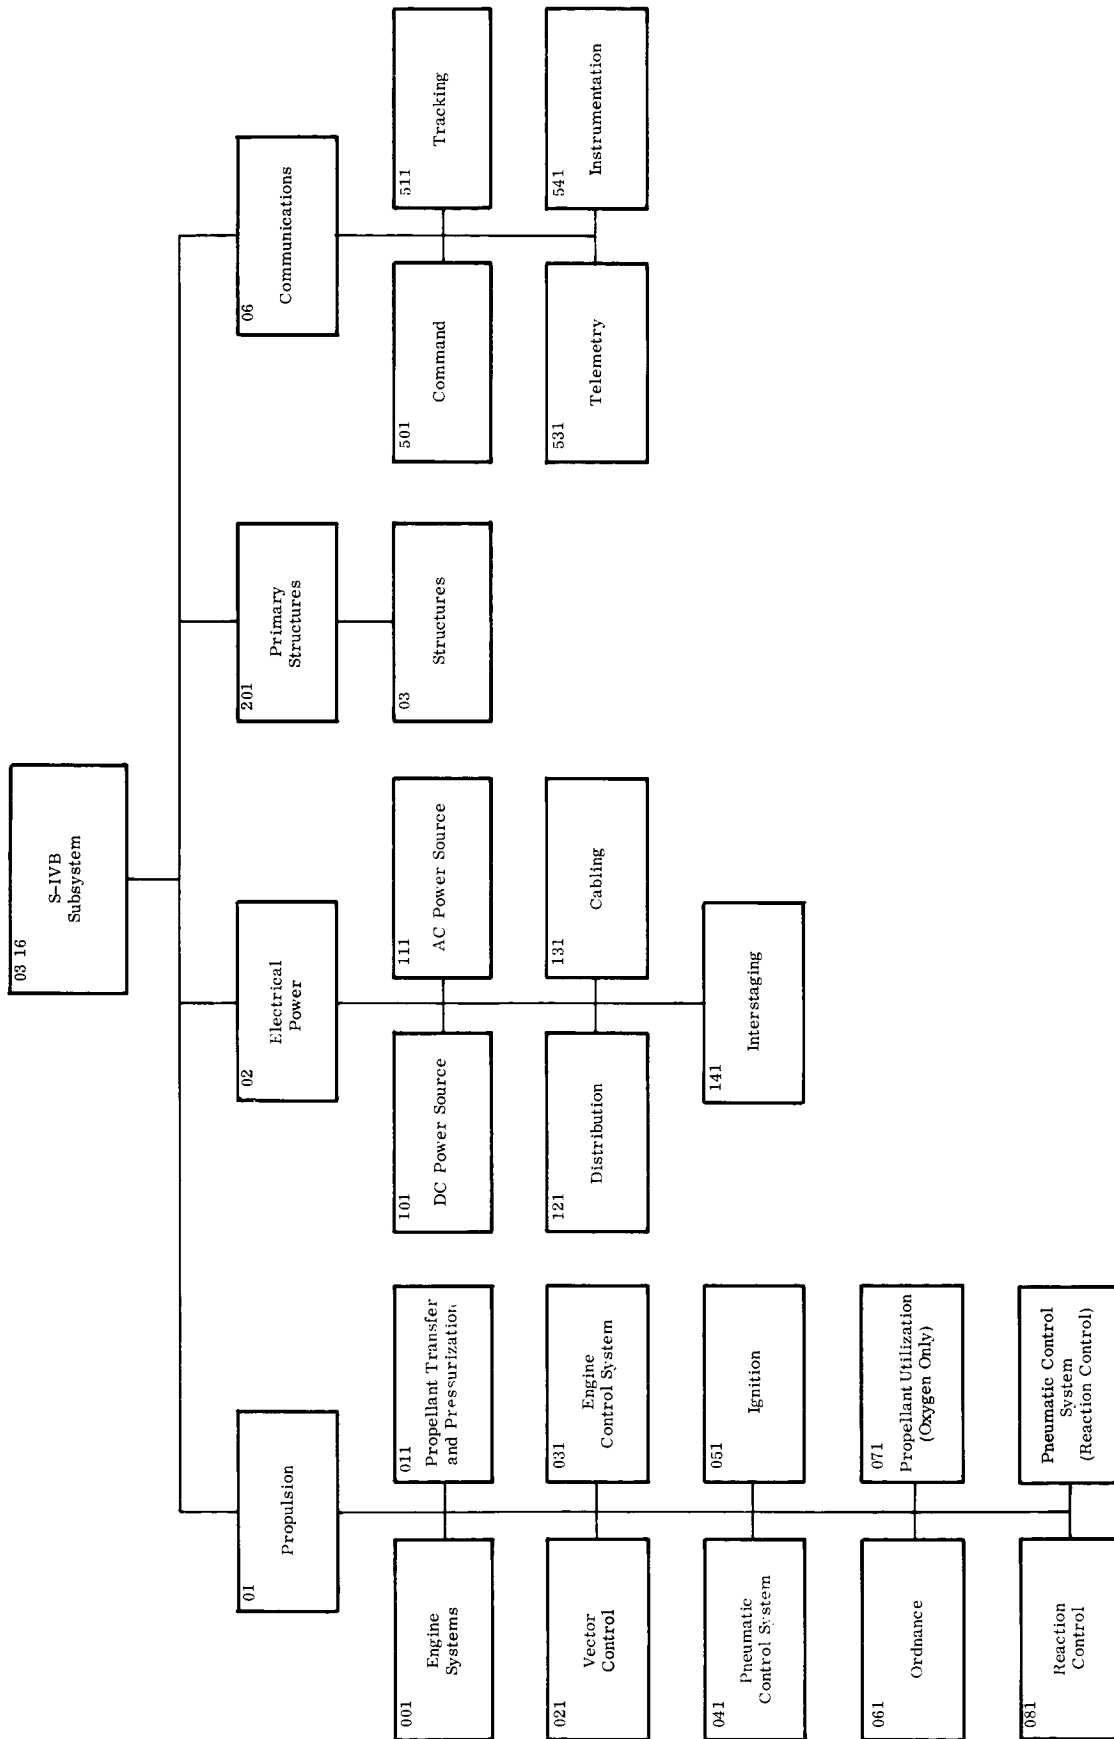 03 16
S-IVB
Subsystem
01
Propulsion
02
Electrical
Power
201
Primary
Structures
06
Communications
001
Engine
Systems
011
Propellant Transfer
and Pressurization
101
DC Power Source
111
AC Power Source
03
Structures
501
Command
511
Tracking
021
Vector
Control
031
Engine
Control System
121
Distribution
131
Cabling
531
Telemetry
541
Instrumentation
041
Pneumatic
Control System
051
Ignition
141
Interstaging
061
Ordnance
071
Propellant Utilization
(Oxygen Only)
081
Reaction
Control
Pneumatic Control
System
(Reaction Control)